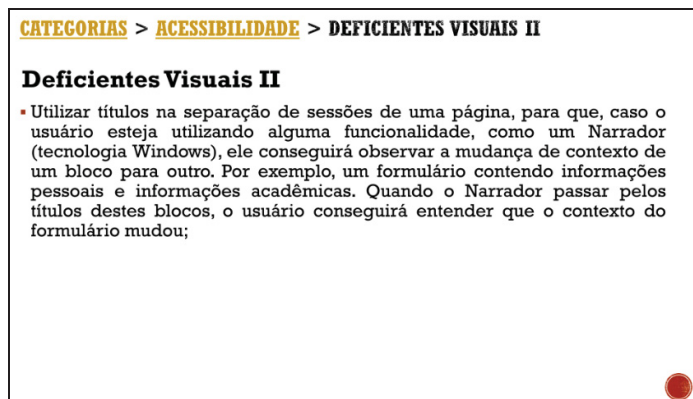 CATEGORIAS > ACESSIBILIDADE > DEFICIENTES VISUAIS II
Deficientes Visuais II
▪ Utilizar títulos na separação de sessões de uma página, para que, caso o
usuário esteja utilizando alguma funcionalidade, como um Narrador
(tecnologia Windows), ele conseguirá observar a mudança de contexto de
um bloco para outro. Por exemplo, um formulário contendo informações
pessoais e informações acadêmicas. Quando o Narrador passar pelos
títulos destes blocos, o usuário conseguirá entender que o contexto do
formulário mudou;